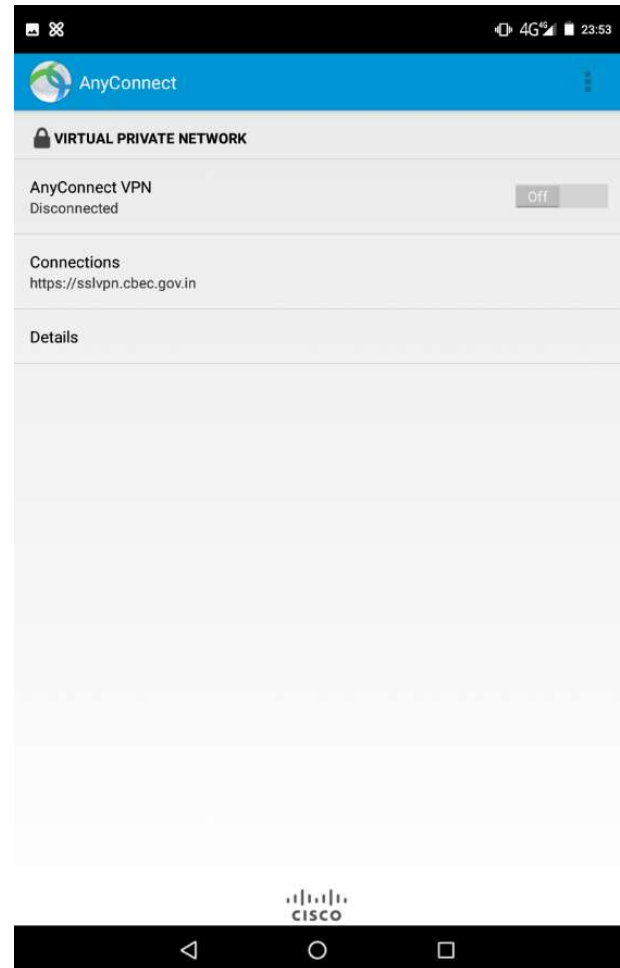 4G 23:53
AnyConnect
VIRTUAL PRIVATE NETWORK
AnyConnect VPN
Disconnected
Off
Connections
https://sslvpn.cbec.gov.in
Details
CISCO